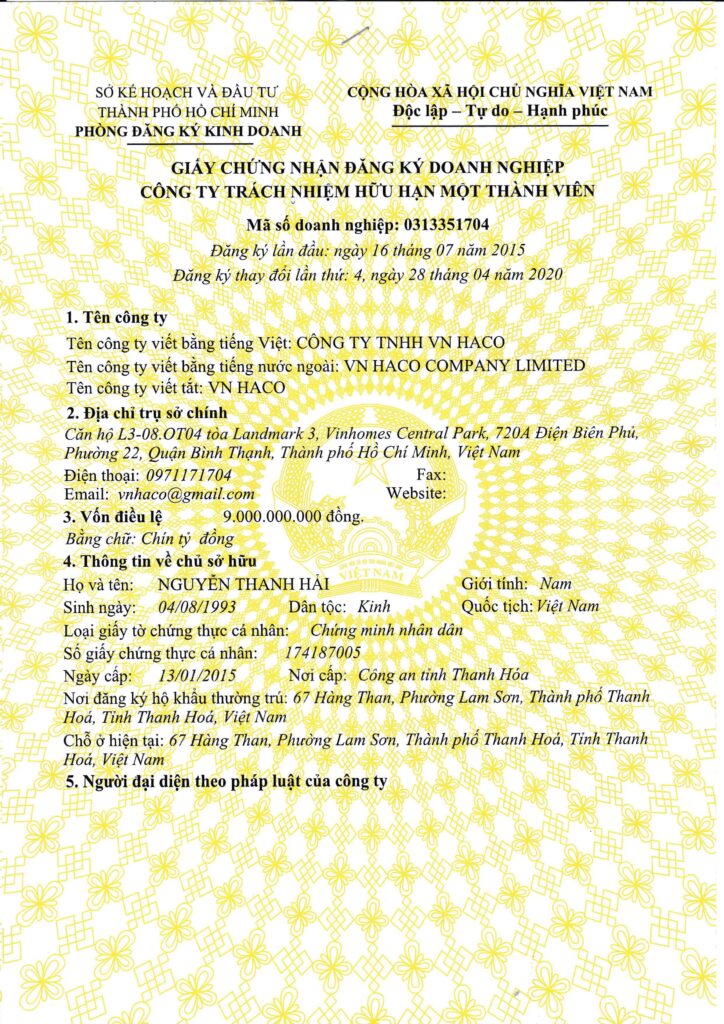 SỞ KẾ HOẠCH VÀ ĐẦU TƯ
THÀNH PHỐ HỒ CHÍ MINH
PHÒNG ĐĂNG KÝ KINH DOANH
CỘNG HÒA XÃ HỘI CHỦ NGHĨA VIỆT NAM
Độc lập – Tự do – Hạnh phúc
GIẤY CHỨNG NHẬN ĐĂNG KÝ DOANH NGHIỆP
CÔNG TY TRÁCH NHIỆM HỮU HẠN MỘT THÀNH VIÊN
Mã số doanh nghiệp: 0313351704
Đăng ký lần đầu: ngày 16 tháng 07 năm 2015
Đăng ký thay đổi lần thứ: 4, ngày 28 tháng 04 năm 2020
1. Tên công ty
Tên công ty viết bằng tiếng Việt: CÔNG TY TNHH VN HACO
Tên công ty viết bằng tiếng nước ngoài: VN HACO COMPANY LIMITED
Tên công ty viết tắt: VN HACO
2. Địa chỉ trụ sở chính
Căn hộ L3-08.OT04 tòa Landmark 3, Vinhomes Central Park, 720A Điện Biên Phủ,
Phường 22, Quận Bình Thạnh, Thành phố Hồ Chí Minh, Việt Nam
Điện thoại: 0971171704 Fax:
Email: vnhaco@gmail.com Website:
3. Vốn điều lệ 9.000.000.000 đồng.
Bằng chữ: Chín tỷ đồng
4. Thông tin về chủ sở hữu
Họ và tên: NGUYỄN THANH HẢI Giới tính: Nam
Sinh ngày: 04/08/1993 Dân tộc: Kinh Quốc tịch: Việt Nam
Loại giấy tờ chứng thực cá nhân: Chứng minh nhân dân
Số giấy chứng thực cá nhân: 174187005
Ngày cấp: 13/01/2015 Nơi cấp: Công an tỉnh Thanh Hóa
Nơi đăng ký hộ khẩu thường trú: 67 Hàng Than, Phường Lam Sơn, Thành phố Thanh
Hoá, Tỉnh Thanh Hoá, Việt Nam
Chỗ ở hiện tại: 67 Hàng Than, Phường Lam Sơn, Thành phố Thanh Hoá, Tỉnh Thanh
Hoá, Việt Nam
5. Người đại diện theo pháp luật của công ty
VIỆT NAM